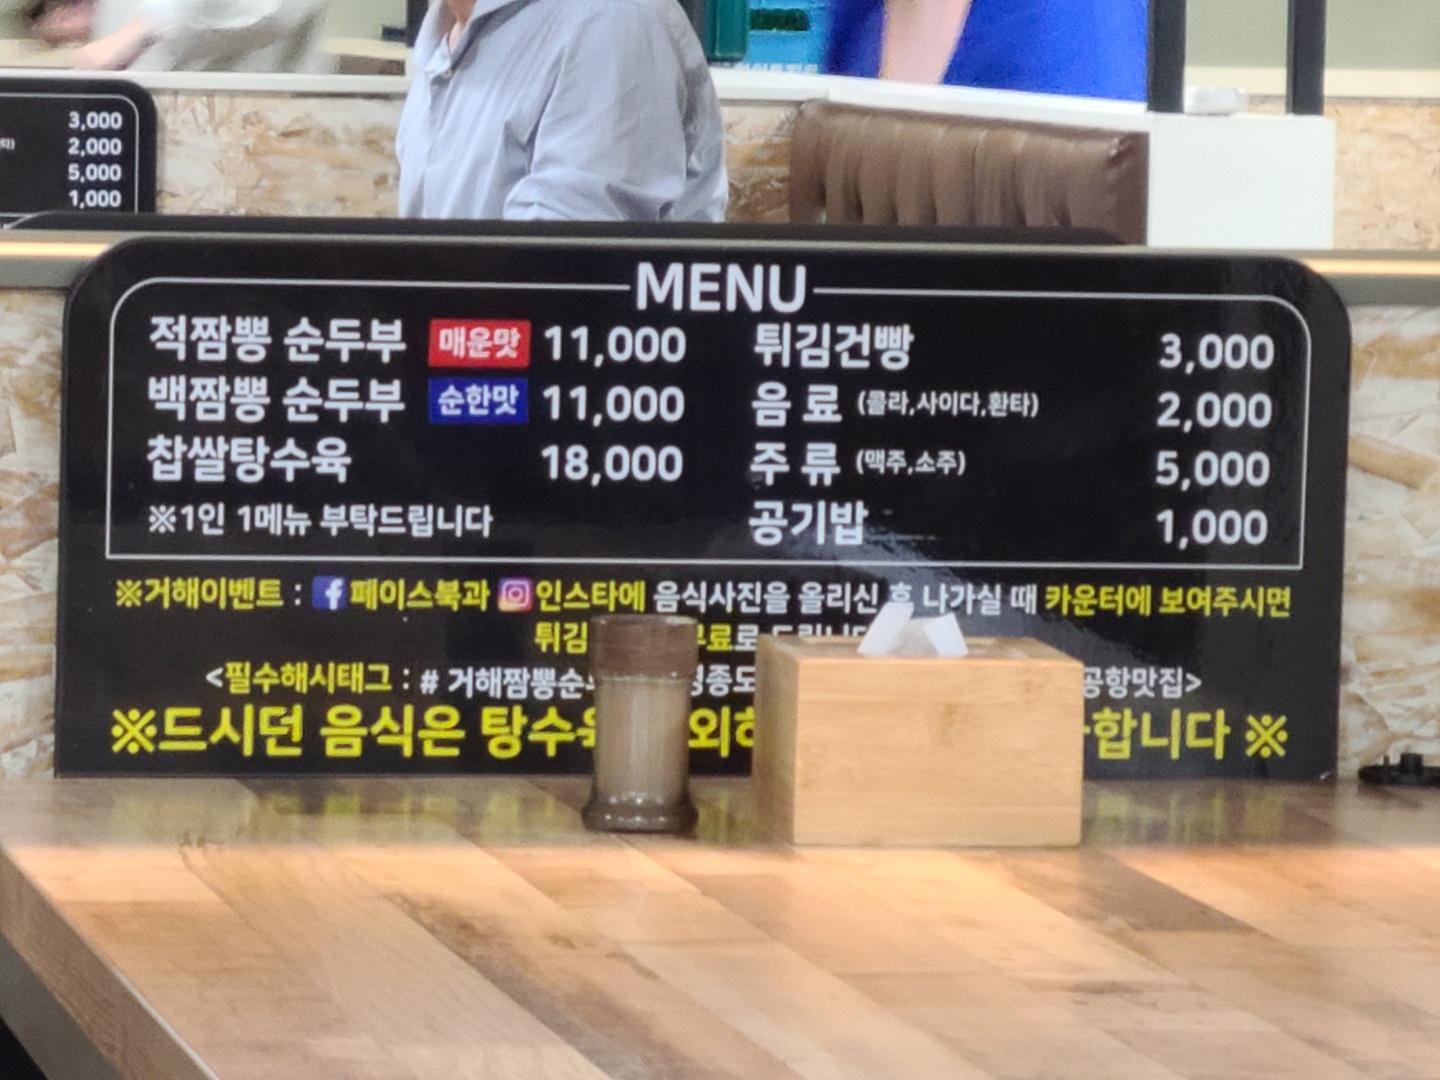 3,000
2,000
5,000
1,000
MENU
적짬뽕 순두부 매운맛 11,000
백짬뽕 순두부 순한맛 11,000
찹쌀탕수육 18,000
※1인 1메뉴 부탁드립니다
튀김건빵 3,000
음료 (콜라,사이다,환타) 2,000
주류 (맥주,소주) 5,000
공기밥 1,000
※거해이벤트 : 페이스북과 인스타에 음식사진을 올리신 후 나가실 때 카운터에 보여주시면
튀김
<필수해시태그 : # 거해짬뽕순 공항맛집>
※드시던 음식은 탕수육 합니다 ※